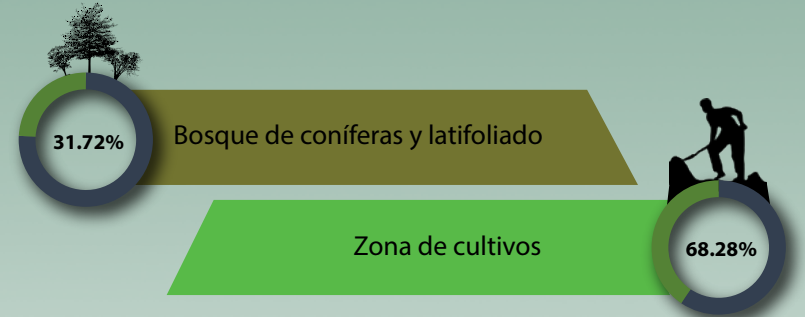 31.72%
Bosque de coníferas y latifoliado
Zona de cultivos
68.28%